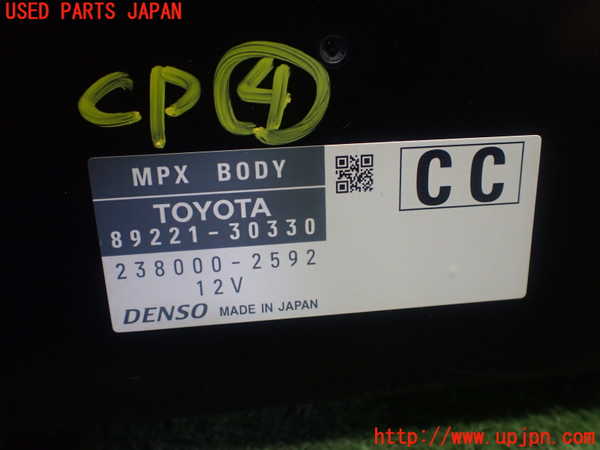 USED PARTS JAPAN
CP④
MPX BODY
CC
TOYOTA
89221-30330
238000-2592
12V
DENSO MADE IN JAPAN
http://www.upjpn.com/